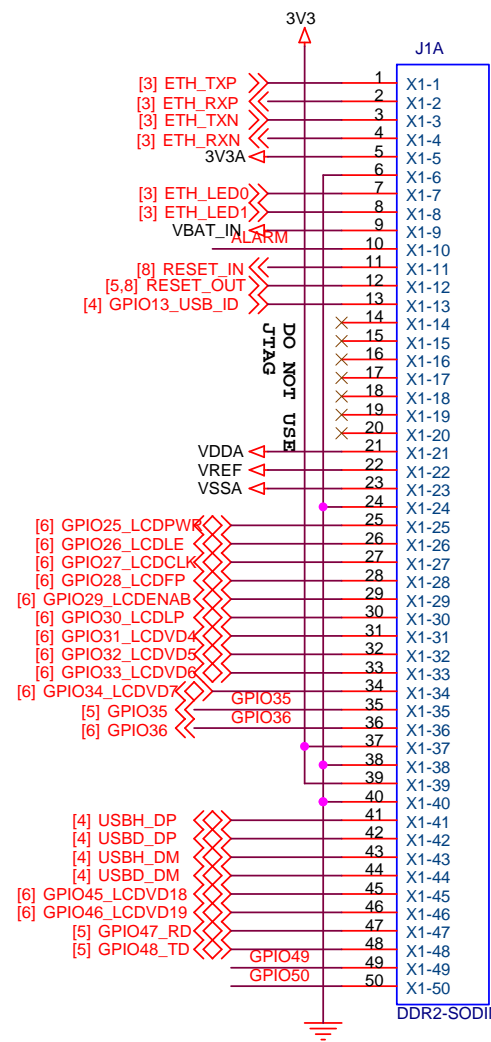 3V3
J1A
[3] ETH_TXP 1 X1-1
[3] ETH_RXP 2 X1-2
[3] ETH_TXN 3 X1-3
[3] ETH_RXN 4 X1-4
3V3A 5 X1-5
6 X1-6
[3] ETH_LED0 7 X1-7
[3] ETH_LED1 8 X1-8
VBAT_IN 9 X1-9
ALARM 10 X1-10
[8] RESET_IN 11 X1-11
[5,8] RESET_OUT 12 X1-12
[4] GPIO13_USB_ID 13 X1-13
14 X1-14
15 X1-15
16 X1-16
17 X1-17
18 X1-18
19 X1-19
20 X1-20
DO NOT USE
JTAG
VDDA 21 X1-21
VREF 22 X1-22
VSSA 23 X1-23
24 X1-24
[6] GPIO25_LCDPWR 25 X1-25
[6] GPIO26_LCDLE 26 X1-26
[6] GPIO27_LCDCLK 27 X1-27
[6] GPIO28_LCDFP 28 X1-28
[6] GPIO29_LCDENAB 29 X1-29
[6] GPIO30_LCDLP 30 X1-30
[6] GPIO31_LCDVD4 31 X1-31
[6] GPIO32_LCDVD5 32 X1-32
[6] GPIO33_LCDVD6 33 X1-33
[6] GPIO34_LCDVD7 34 X1-34
[5] GPIO35 GPIO35 35 X1-35
[6] GPIO36 GPIO36 36 X1-36
37 X1-37
38 X1-38
39 X1-39
40 X1-40
[4] USBH_DP 41 X1-41
[4] USBD_DP 42 X1-42
[4] USBH_DM 43 X1-43
[4] USBD_DM 44 X1-44
[6] GPIO45_LCDVD18 45 X1-45
[6] GPIO46_LCDVD19 46 X1-46
[5] GPIO47_RD 47 X1-47
[5] GPIO48_TD 48 X1-48
GPIO49 49 X1-49
GPIO50 50 X1-50